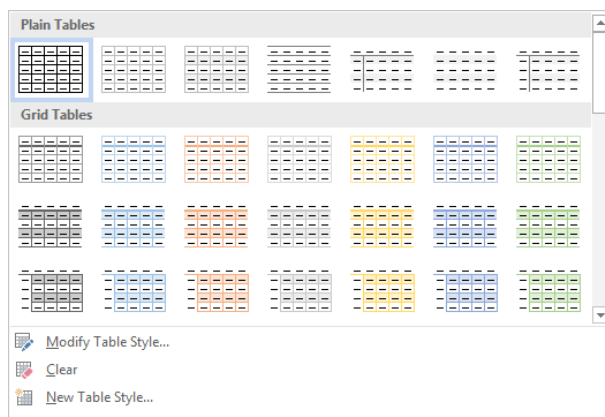 Plain Tables
Grid Tables
Modify Table Style...
Clear
New Table Style...